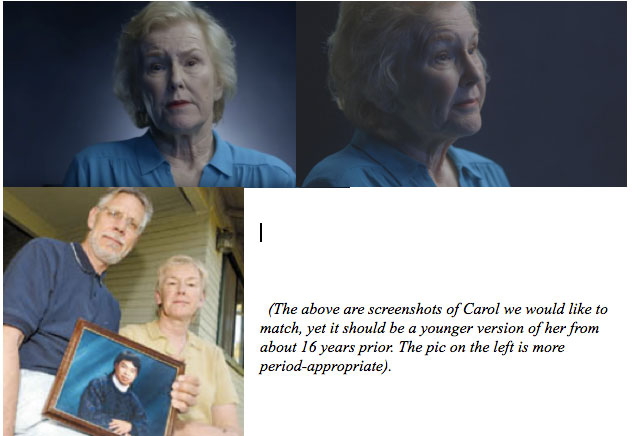 (The above are screenshots of Carol we would like to
match, yet it should be a younger version of her from
about 16 years prior. The pic on the left is more
period-appropriate).